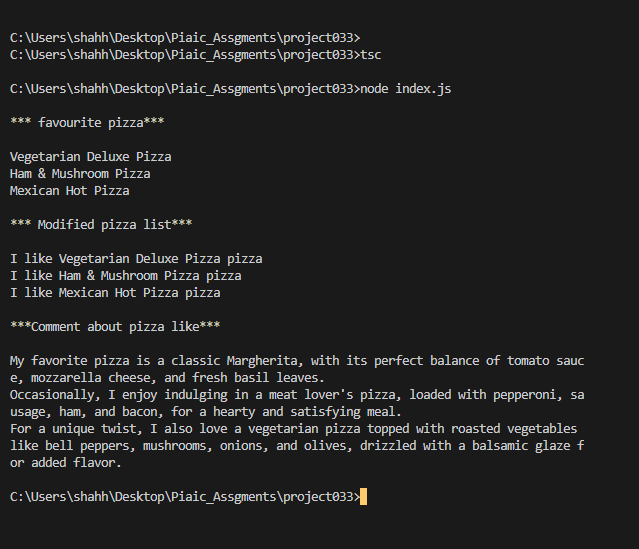 C:\Users\shahh\Desktop\Piaic_Assgments\project033>
C:\Users\shahh\Desktop\Piaic_Assgments\project033>tsc
C:\Users\shahh\Desktop\Piaic_Assgments\project033>node index.js
*** favourite pizza***
Vegetarian Deluxe Pizza
Ham & Mushroom Pizza
Mexican Hot Pizza
*** Modified pizza list***
I like Vegetarian Deluxe Pizza pizza
I like Ham & Mushroom Pizza pizza
I like Mexican Hot Pizza pizza
***Comment about pizza like***
My favorite pizza is a classic Margherita, with its perfect balance of tomato sauc
e, mozzarella cheese, and fresh basil leaves.
Occasionally, I enjoy indulging in a meat lover's pizza, loaded with pepperoni, sa
usage, ham, and bacon, for a hearty and satisfying meal.
For a unique twist, I also love a vegetarian pizza topped with roasted vegetables
like bell peppers, mushrooms, onions, and olives, drizzled with a balsamic glaze f
or added flavor.
C:\Users\shahh\Desktop\Piaic_Assgments\project033>